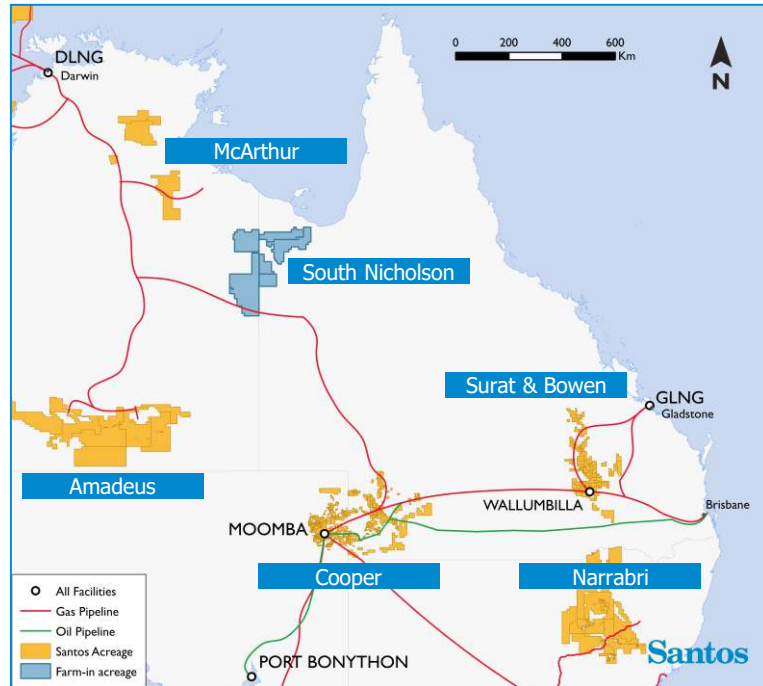 DLNG
Darwin
0 200 400 600
Km
N
McArthur
South Nicholson
Surat & Bowen
GLNG
Gladstone
Amadeus
WALLUMBILLA
Brisbane
MOOMBA
Cooper
Narrabri
All Facilities
Gas Pipeline
Oil Pipeline
Santos Acreage
Farm-in acreage
PORT BONYTHON
Santos